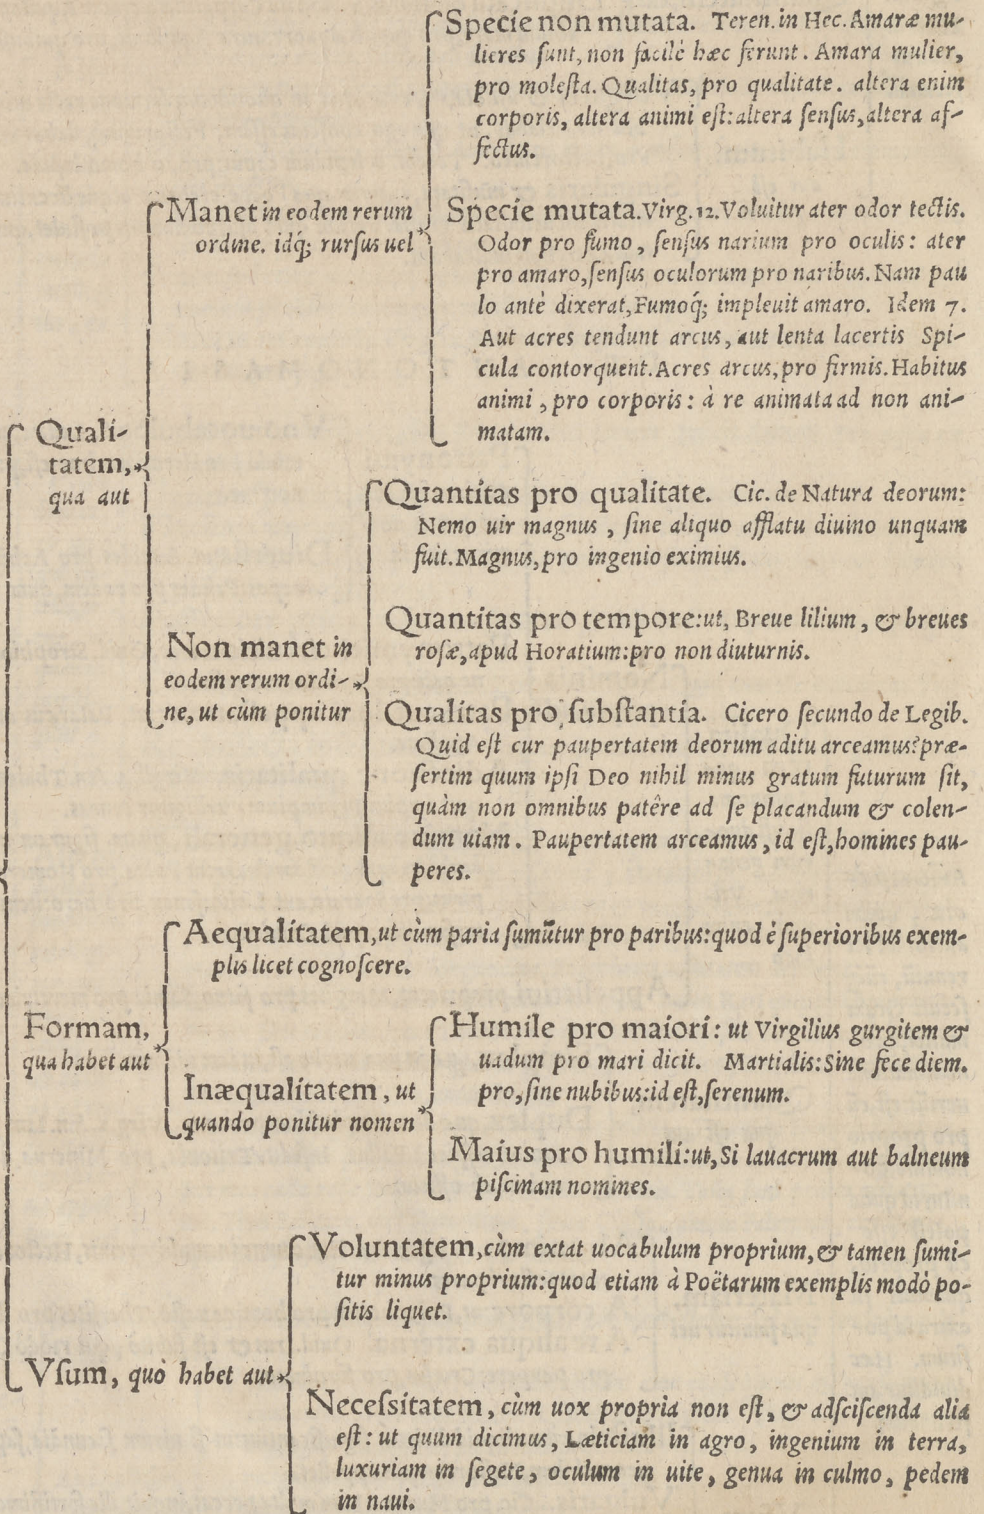 Specie non mutata. Teren. in Hec. Amaræ mu-
lieres ſunt, non facilè hæc ferunt. Amara mulier,
pro moleſta. Qualitas, pro qualitate. altera enim
corporis, altera animi eſt: altera ſenſus, altera af-
fectus.
Manet in eodem rerum
ordine. idq́; rurſus uel
Specie mutata. Virg. 12. Voluitur ater odor tectis.
Odor pro fumo, ſenſus narium pro oculis: ater
pro amaro, ſenſus oculorum pro naribus. Nam pau
lo antè dixerat, Fumoq́; impleuit amaro. Idem 7.
Aut acres tendunt arcus, aut lenta lacertis Spi-
cula contorquent. Acres arcus, pro firmis. Habitus
animi, pro corporis: à re animata ad non ani-
matam.
Quali-
tatem,
qua aut
Quantitas pro qualitate. Cic. de Natura deorum:
Nemo uir magnus, ſine aliquo afflatu diuino unquam
fuit. Magnus, pro ingenio eximius.
Non manet in
eodem rerum ordi-
ne, ut cùm ponitur
Quantitas pro tempore: ut, Breue lilium, & breues
roſæ, apud Horatium: pro non diuturnis.
Qualitas pro ſubſtantia. Cicero ſecundo de Legib.
Quid eſt cur paupertatem deorum aditu arceamus? præ-
ſertim quum ipſi Deo nihil minus gratum futurum ſit,
quàm non omnibus patêre ad ſe placandum & colen-
dum uiam. Paupertatem arceamus, id eſt, homines pau-
peres.
Aequalitatem, ut cùm paria ſumũtur pro paribus: quod è ſuperioribus exem-
plis licet cognoſcere.
Formam,
qua habet aut
Inæqualitatem, ut
quando ponitur nomen
Humile pro maiori: ut Virgilius gurgitem &
uadum pro mari dicit. Martialis: Sine fece diem.
pro, ſine nubibus: id eſt, ſerenum.
Maius pro humili: ut, Si lauacrum aut balneum
piſcinam nomines.
Voluntatem, cùm extat uocabulum proprium, & tamen ſumi-
tur minus proprium: quod etiam à Poëtarum exemplis modò po-
ſitis liquet.
Vſum, quò habet aut
Neceſsitatem, cùm uox propria non eſt, & adſciſcenda alia
eſt: ut quum dicimus, Læticiam in agro, ingenium in terra,
luxuriam in ſegete, oculum in uite, genua in culmo, pedem
in naui.